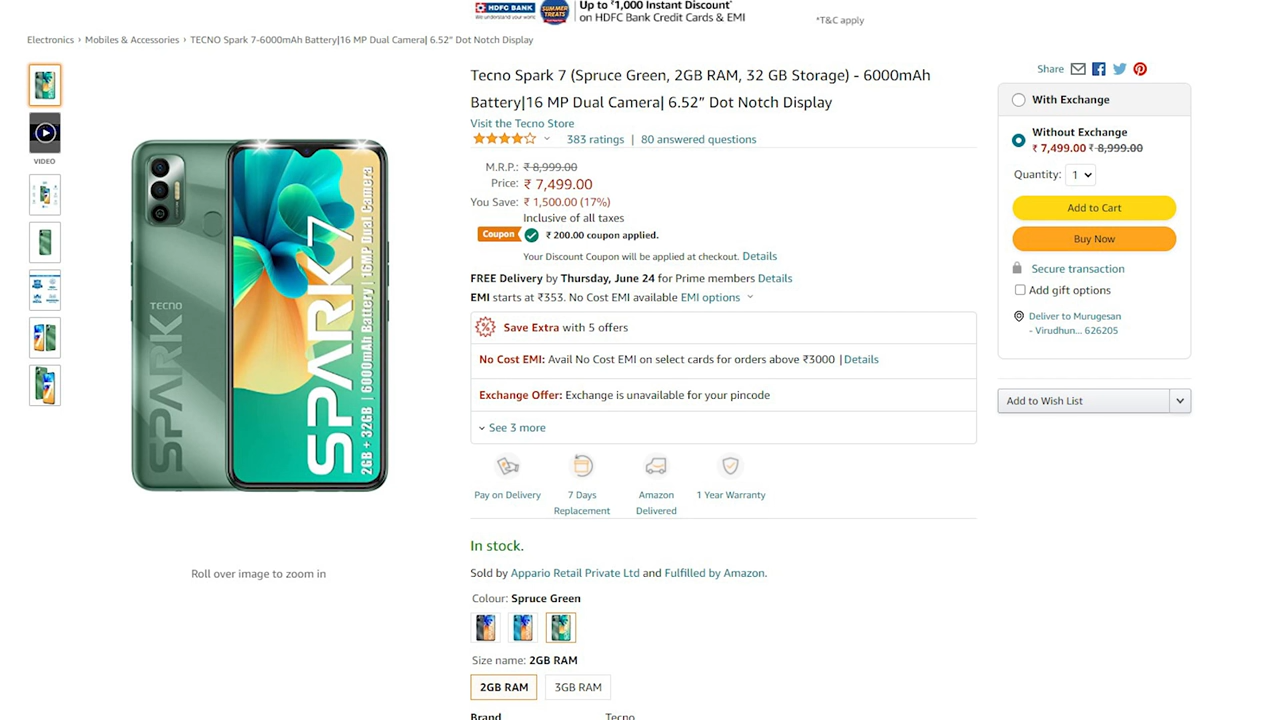 HDFC BANK
We understand your world
SUMMER TREATS
Up to ₹1,000 Instant Discount*
on HDFC Bank Credit Cards & EMI
*T&C apply
Electronics › Mobiles & Accessories › TECNO Spark 7-6000mAh Battery|16 MP Dual Camera| 6.52" Dot Notch Display
VIDEO
TECNO
SPARK
SPARK 7
2GB + 32GB | 6000mAh Battery | 16MP Dual Camera
Roll over image to zoom in
Tecno Spark 7 (Spruce Green, 2GB RAM, 32 GB Storage) - 6000mAh
Battery|16 MP Dual Camera| 6.52” Dot Notch Display
Visit the Tecno Store
383 ratings | 80 answered questions
M.R.P.: ₹ 8,999.00
Price: ₹ 7,499.00
You Save: ₹ 1,500.00 (17%)
Inclusive of all taxes
Coupon ₹ 200.00 coupon applied.
Your Discount Coupon will be applied at checkout. Details
FREE Delivery by Thursday, June 24 for Prime members Details
EMI starts at ₹353. No Cost EMI available EMI options
Save Extra with 5 offers
No Cost EMI: Avail No Cost EMI on select cards for orders above ₹3000 | Details
Exchange Offer: Exchange is unavailable for your pincode
See 3 more
Pay on Delivery
7 Days
Replacement
Amazon
Delivered
1 Year Warranty
In stock.
Sold by Appario Retail Private Ltd and Fulfilled by Amazon.
Colour: Spruce Green
Size name: 2GB RAM
2GB RAM
3GB RAM
Brand Tecno
Share
With Exchange
Without Exchange
₹ 7,499.00 ₹ 8,999.00
Quantity: 1
Add to Cart
Buy Now
Secure transaction
Add gift options
Deliver to Murugesan
- Virudhun... 626205
Add to Wish List